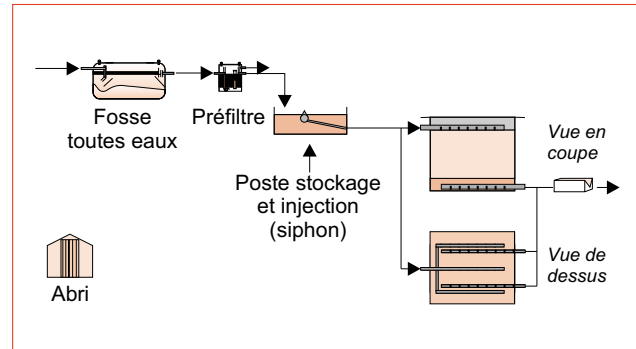 Fosse
toutes eaux
Préfiltre
Poste stockage
et injection
(siphon)
Vue en
coupe
Vue de
dessus
Abri